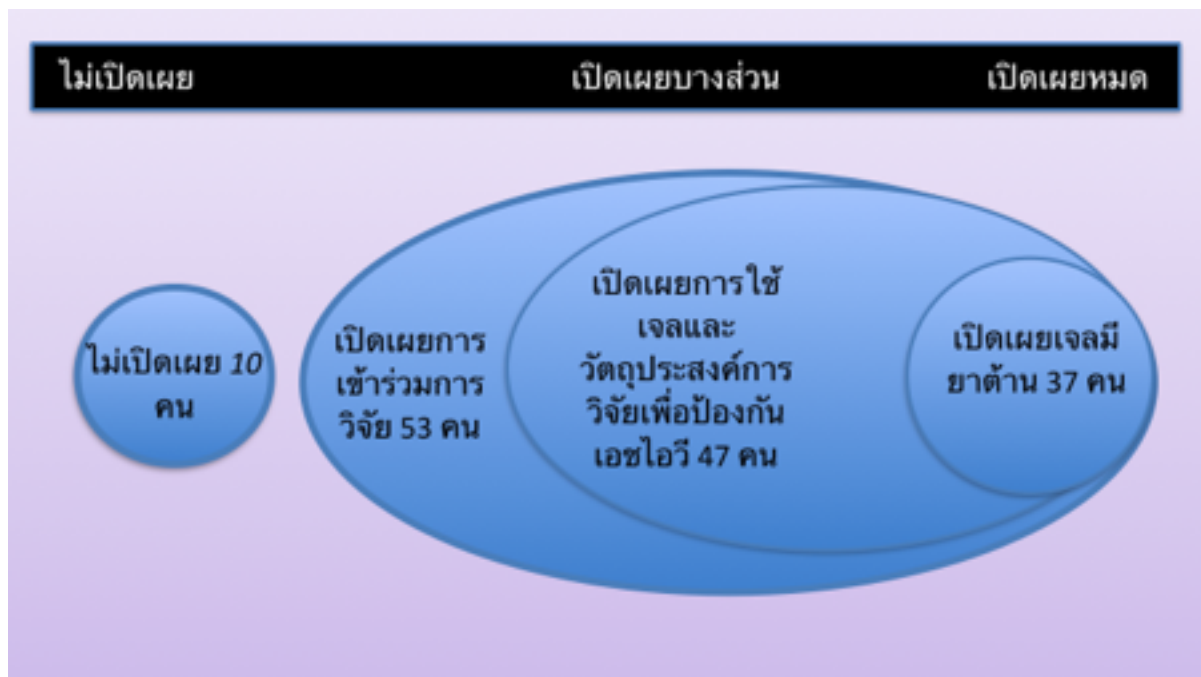 ไม่เปิดเผย เปิดเผยบางส่วน เปิดเผยหมด
ไม่เปิดเผย 10
คน
เปิดเผยการ
เข้าร่วมการ
วิจัย 53 คน
เปิดเผยการใช้
เจลและ
วัตถุประสงค์การ
วิจัยเพื่อป้องกัน
เอชไอวี 47 คน
เปิดเผยเจลมี
ยาต้าน 37 คน